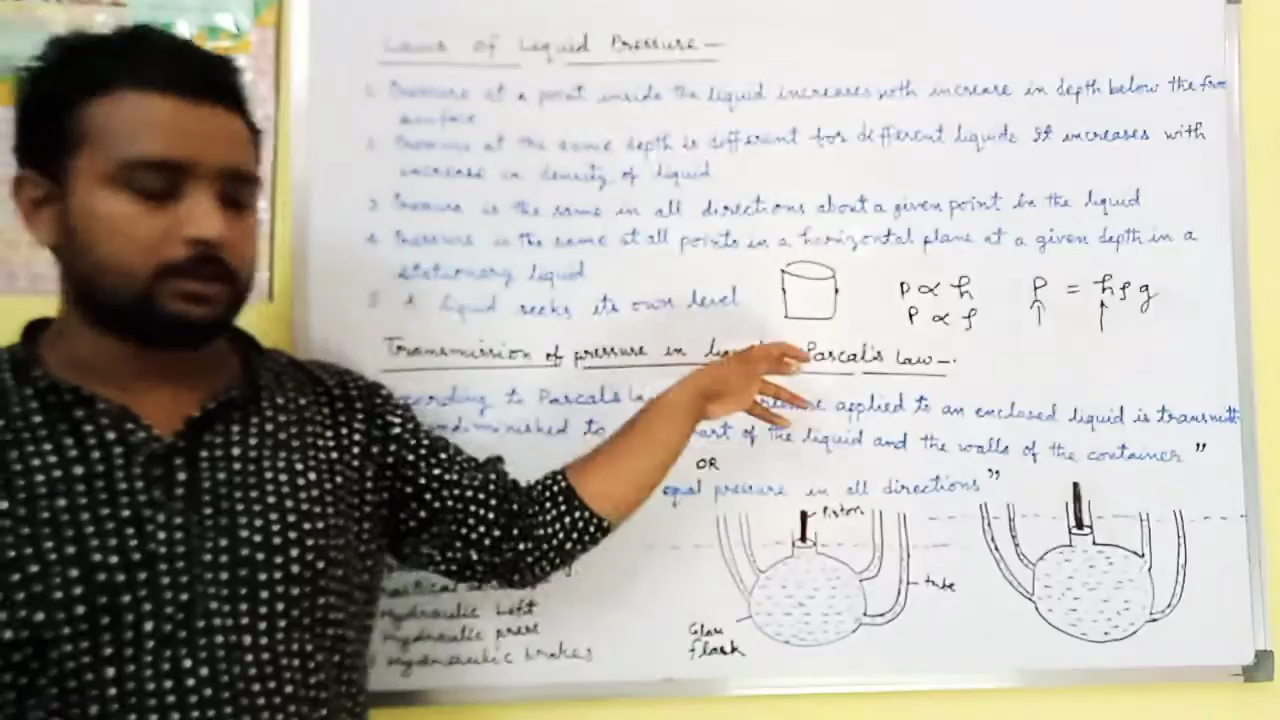 Laws of Liquid Pressure —
1. Pressure at a point inside the liquid increases with increase in depth below the free
surface
2 Pressure at the same depth is different for different liquids It increases with
increase in density of liquid
3 Pressure is the same in all directions about a given point in the liquid
4 Pressure is the same at all points in a horizontal plane at a given depth in a
stationary liquid
5 A liquid seeks its own level
P ∝ h
P ∝ ρ
P = hρg
Transmission of pressure in Pascal's Law —.
to Pascal's applied to an enclosed liquid is transmitt
undiminished to of the liquid and the walls of the container "
OR
equal pressure in all directions "
Piston
tube
Glass
flask
Hydraulic Left
Hydraulic press
Hydraulic brakes